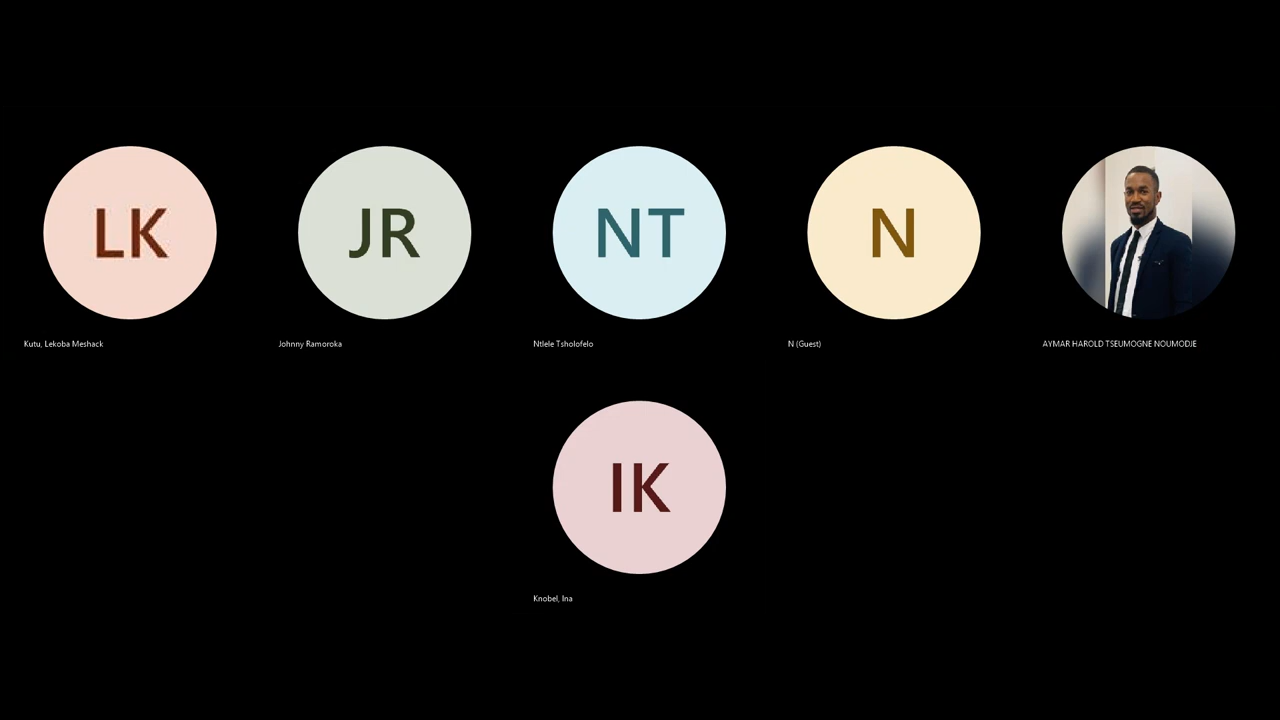 LK
JR
NT
N
Kutu, Lekoba Meshack
Johnny Ramoroka
Ntlele Tsholofelo
N (Guest)
AYMAR HAROLD TSEUMOGNE NOUMODJE
IK
Knobel, Ina